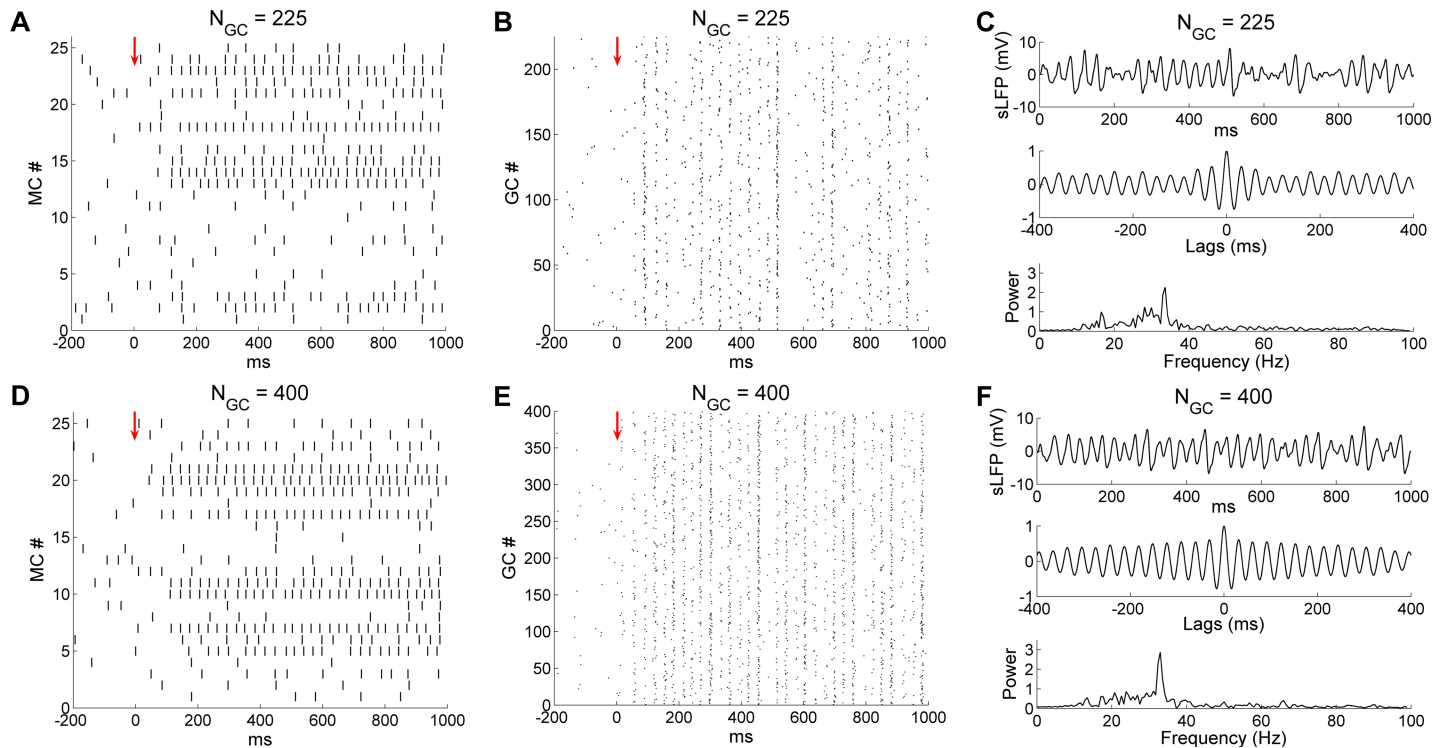 A
N_GC = 225
25
20
15
10
5
0
MC #
-200 0 200 400 600 800 1000
ms
B
N_GC = 225
200
150
100
50
0
GC #
-200 0 200 400 600 800 1000
ms
C
N_GC = 225
10
0
-10
sLFP (mV)
0 200 400 600 800 1000
ms
1
0
-1
-400 -200 0 200 400
Lags (ms)
3
2
1
0
Power
0 20 40 60 80 100
Frequency (Hz)
D
N_GC = 400
25
20
15
10
5
0
MC #
-200 0 200 400 600 800 1000
ms
E
N_GC = 400
400
350
300
250
200
150
100
50
0
GC #
-200 0 200 400 600 800 1000
ms
F
N_GC = 400
10
0
-10
sLFP (mV)
0 200 400 600 800 1000
ms
1
0
-1
-400 -200 0 200 400
Lags (ms)
3
2
1
0
Power
0 20 40 60 80 100
Frequency (Hz)